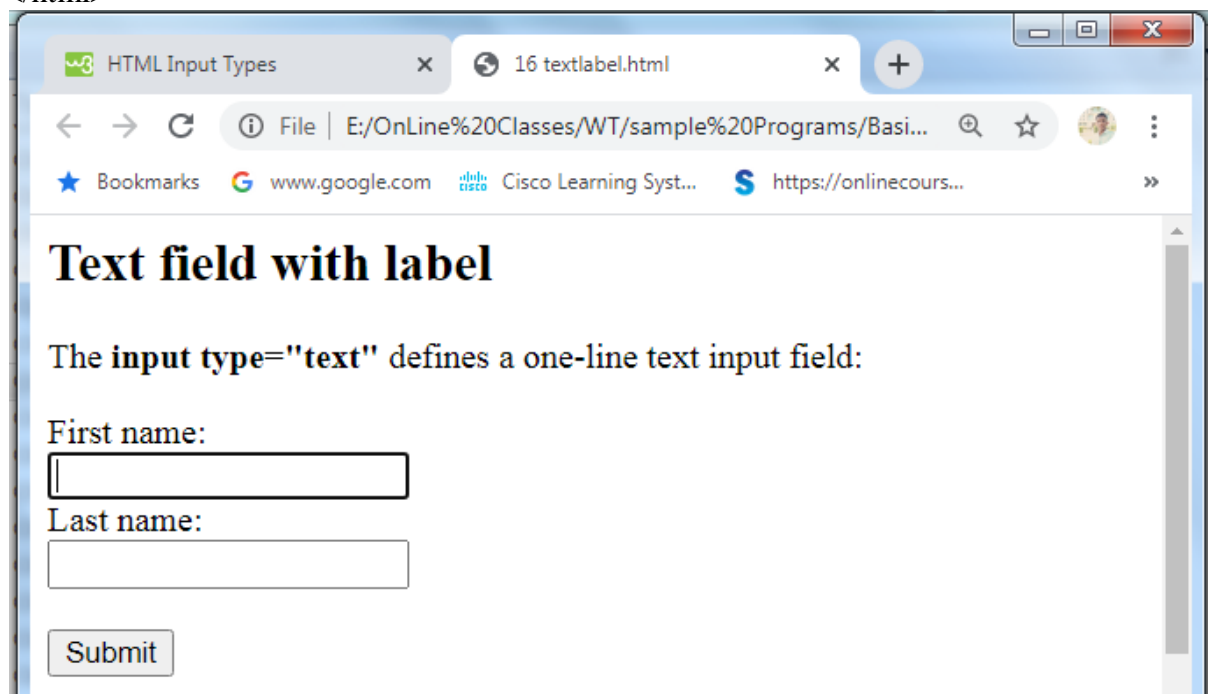 HTML Input Types
16 textlabel.html
File | E:/OnLine%20Classes/WT/sample%20Programs/Basi...
Bookmarks www.google.com Cisco Learning Syst... https://onlinecours... »
Text field with label
The input type="text" defines a one-line text input field:
First name:
Last name:
Submit